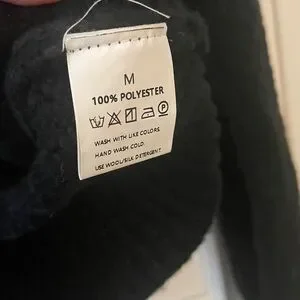 M
100% POLYESTER
WASH WITH LIKE COLORS.
HAND WASH COLD.
USE WOOL/SILK DETERGENT.